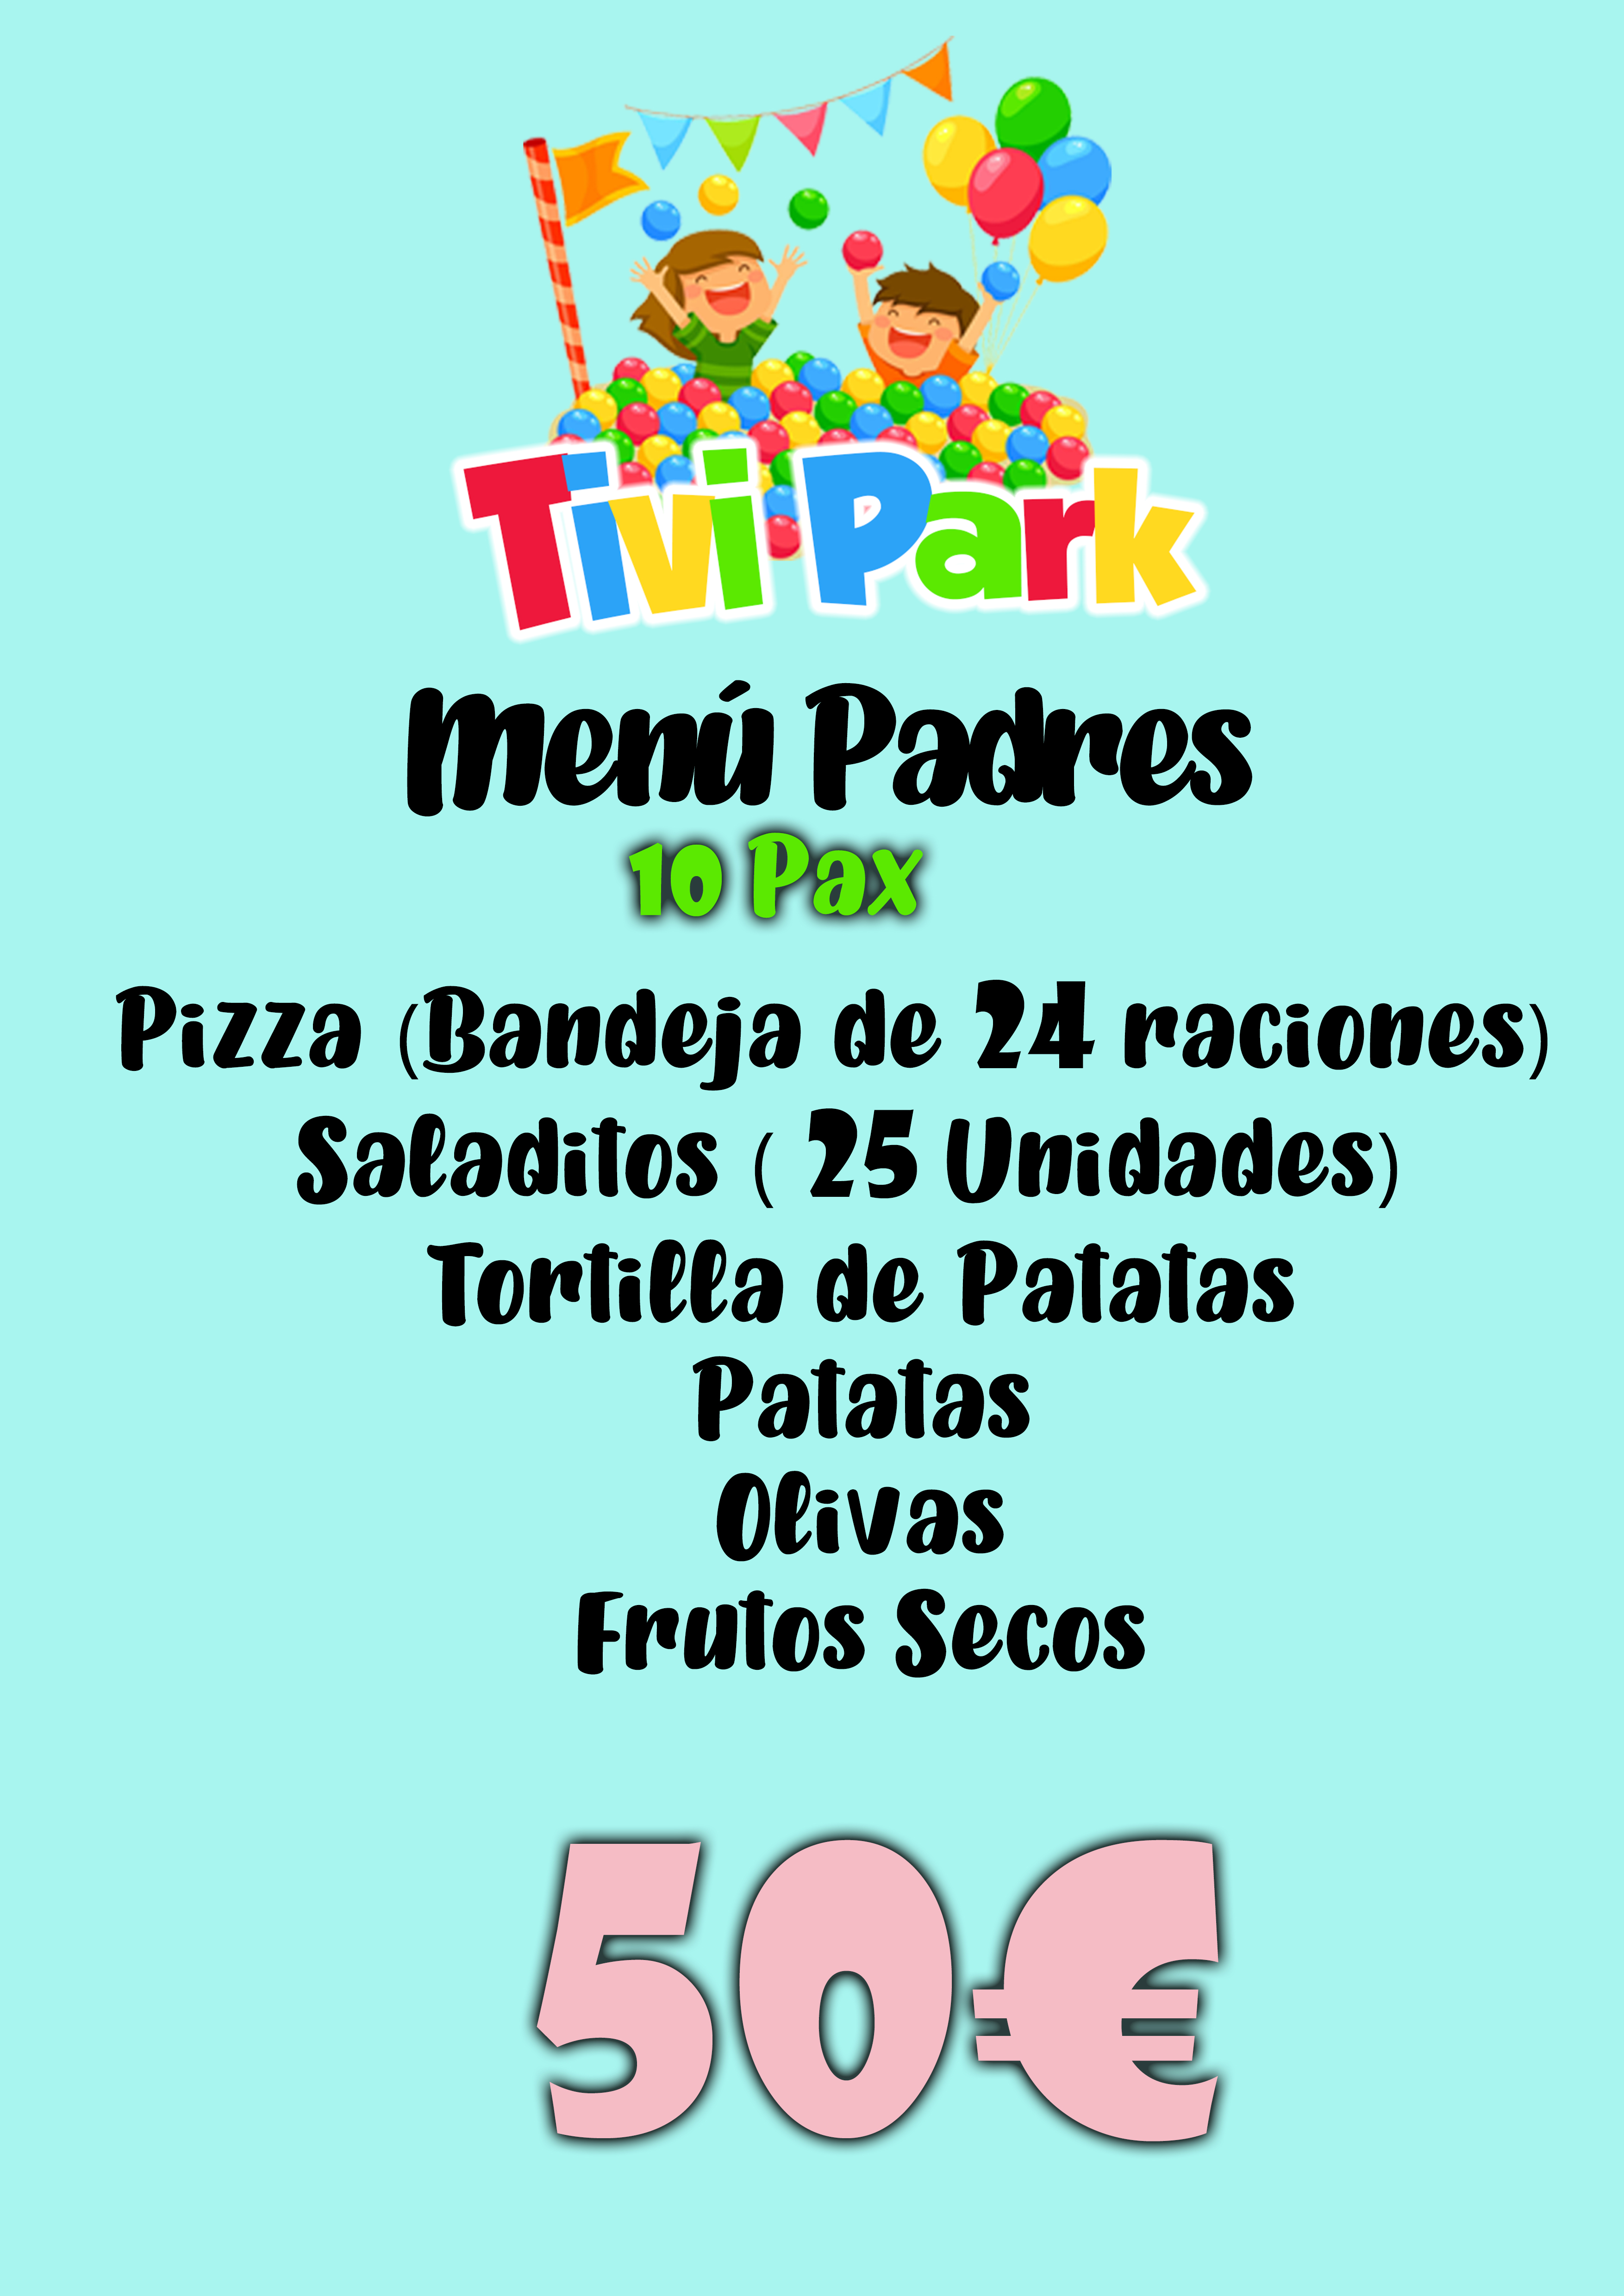 Tivi Park
Menú Padres
10 Pax
Pizza (Bandeja de 24 raciones)
Saladitos ( 25 Unidades)
Tortilla de Patatas
Patatas
Olivas
Frutos Secos
50€